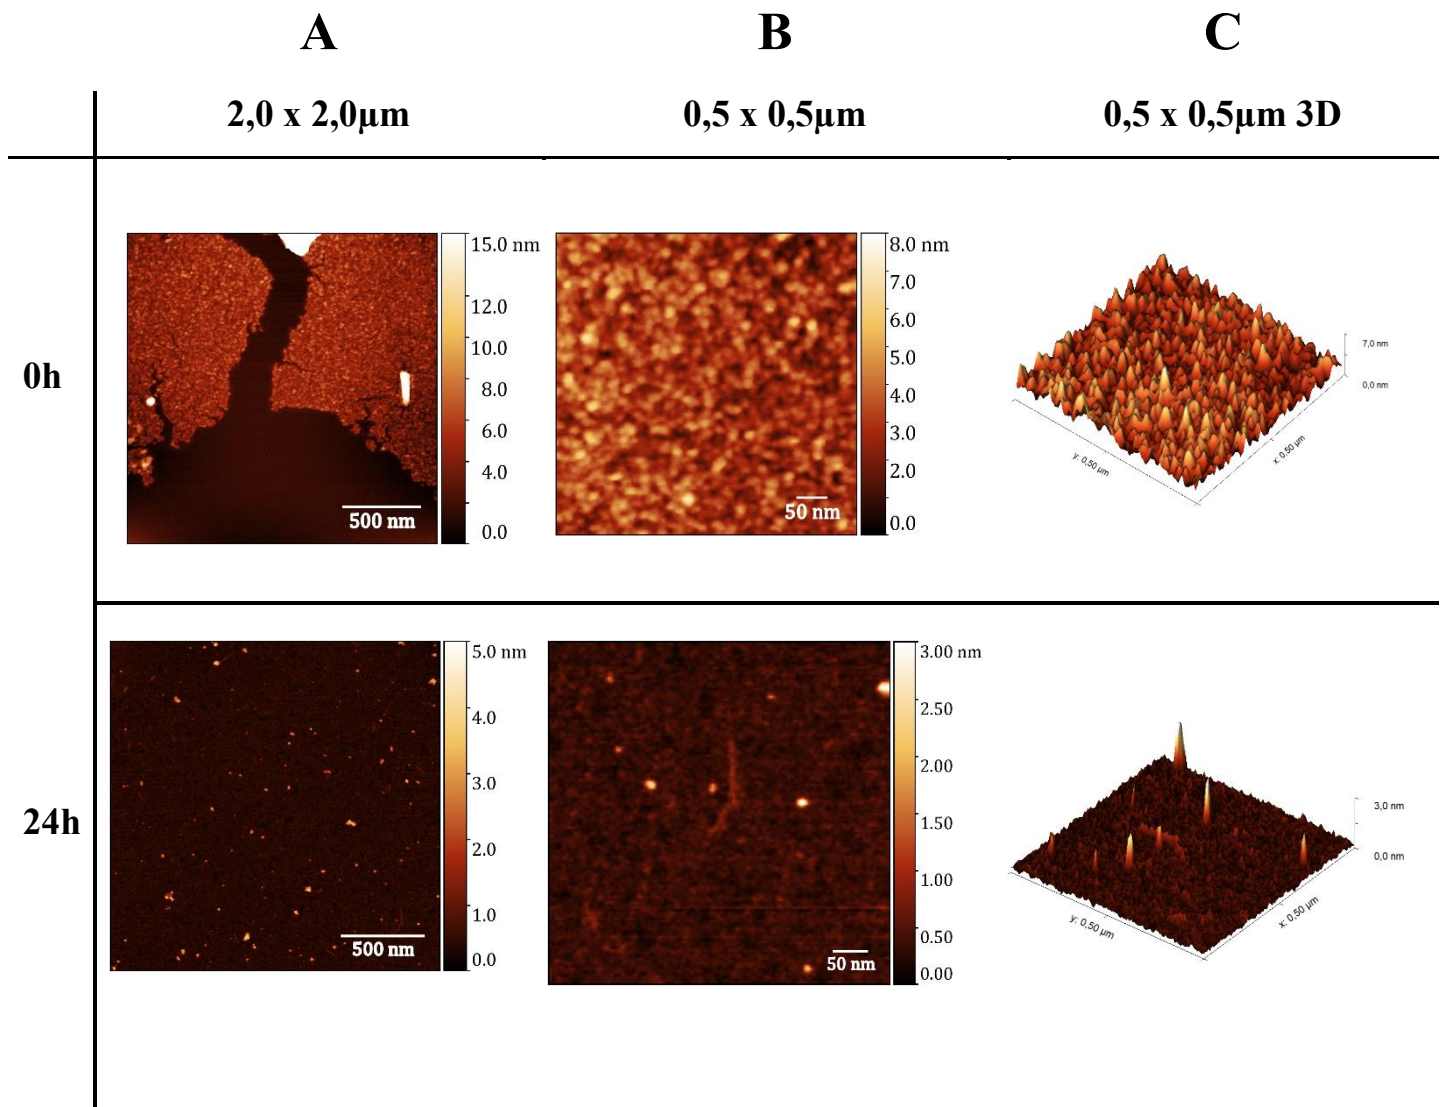 A B C
2,0 x 2,0µm 0,5 x 0,5µm 0,5 x 0,5µm 3D
0h
15.0 nm
12.0
10.0
8.0
6.0
4.0
0.0
500 nm
8.0 nm
7.0
6.0
5.0
4.0
3.0
2.0
0.0
50 nm
7,0 nm
0,0 nm
y: 0,50 µm
x: 0,50 µm
24h
5.0 nm
4.0
3.0
2.0
1.0
0.0
500 nm
3.00 nm
2.50
2.00
1.50
1.00
0.50
0.00
50 nm
3,0 nm
0,0 nm
y: 0,50 µm
x: 0,50 µm